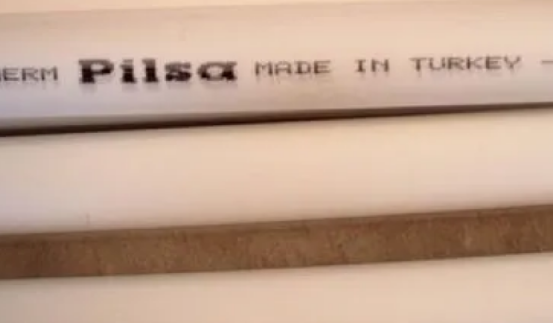 ERM Pilsa MADE IN TURKEY -